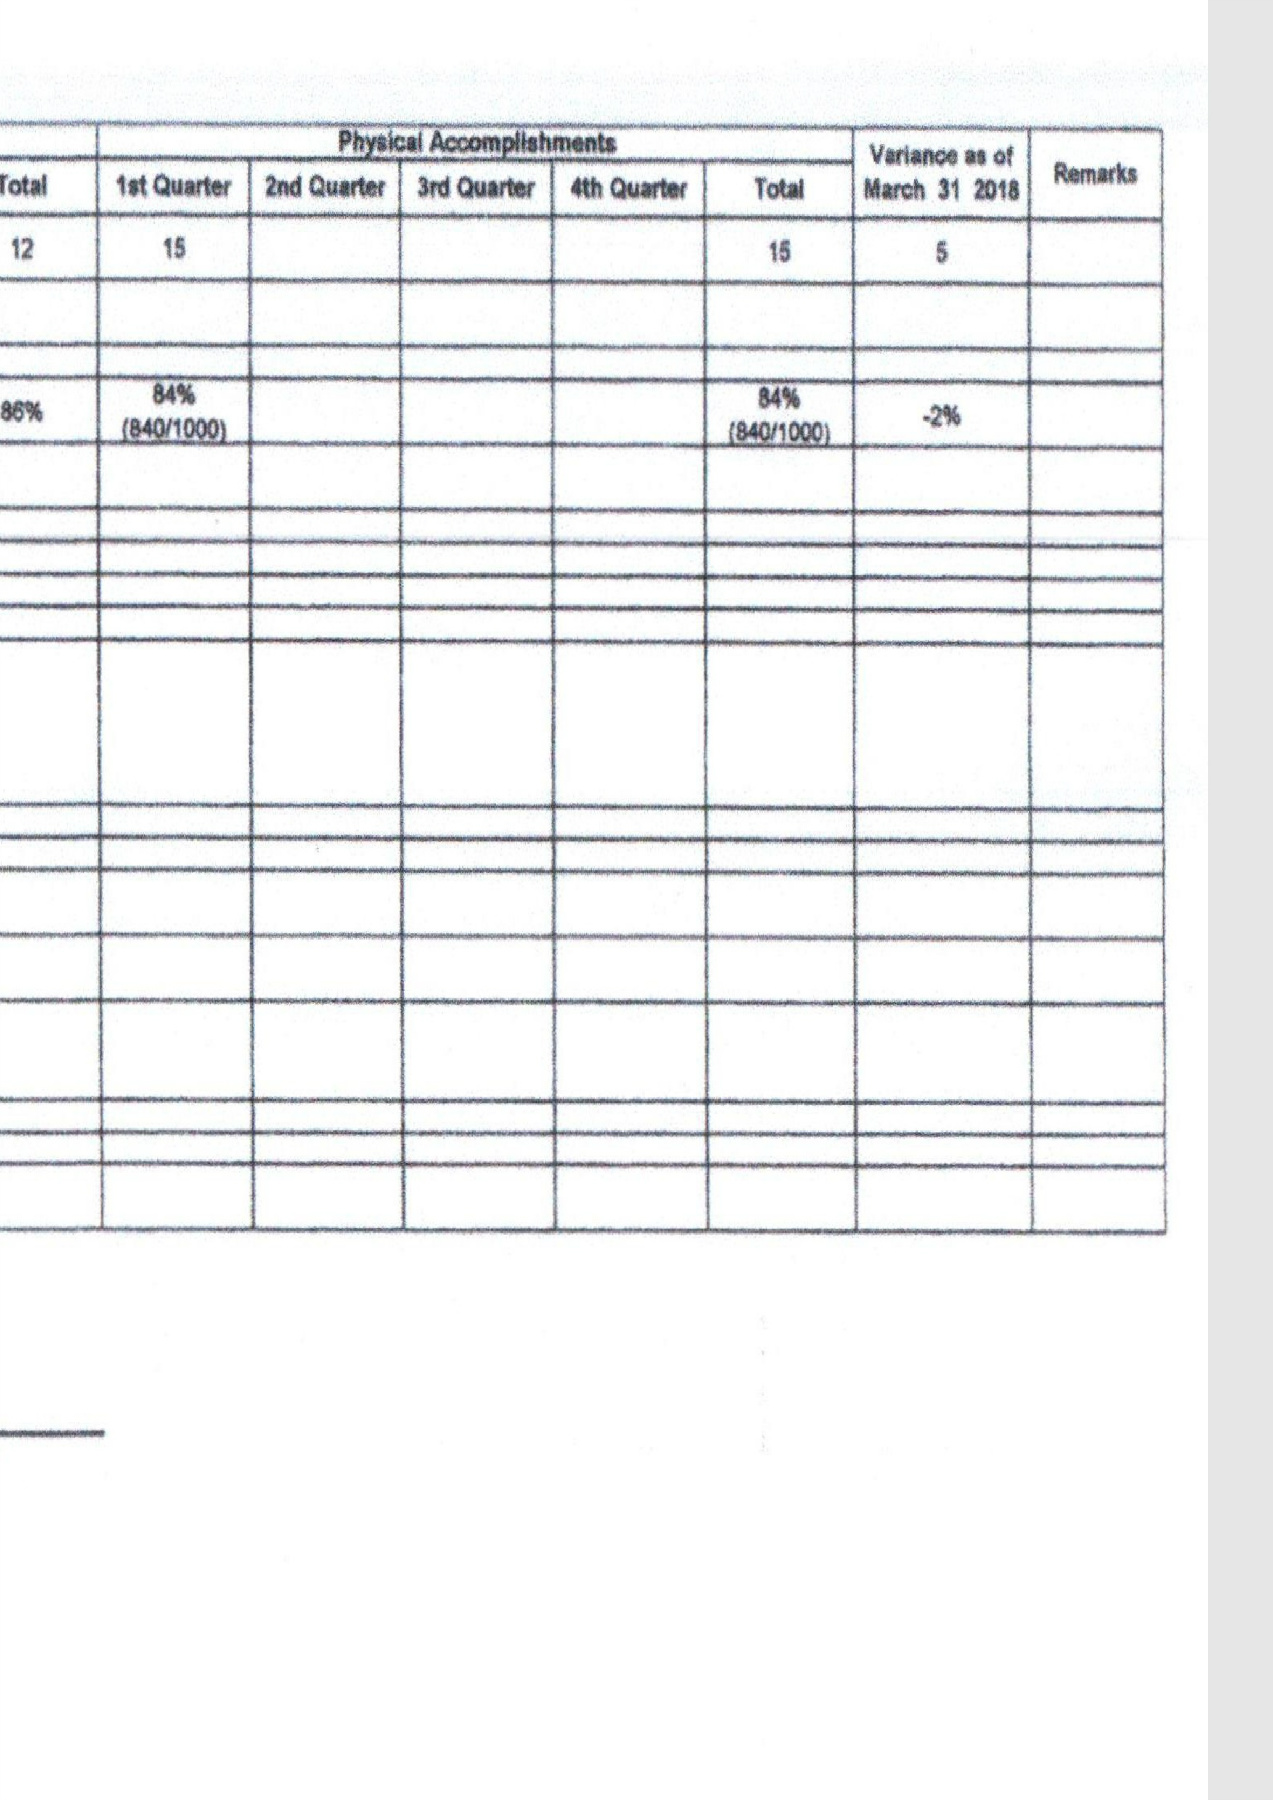 Physical Accomplishments
Variance as of
March 31 2018
Remarks
Total 1st Quarter 2nd Quarter 3rd Quarter 4th Quarter Total
12 15 15 5
86% 84% 84% -2%
(840/1000) (840/1000)